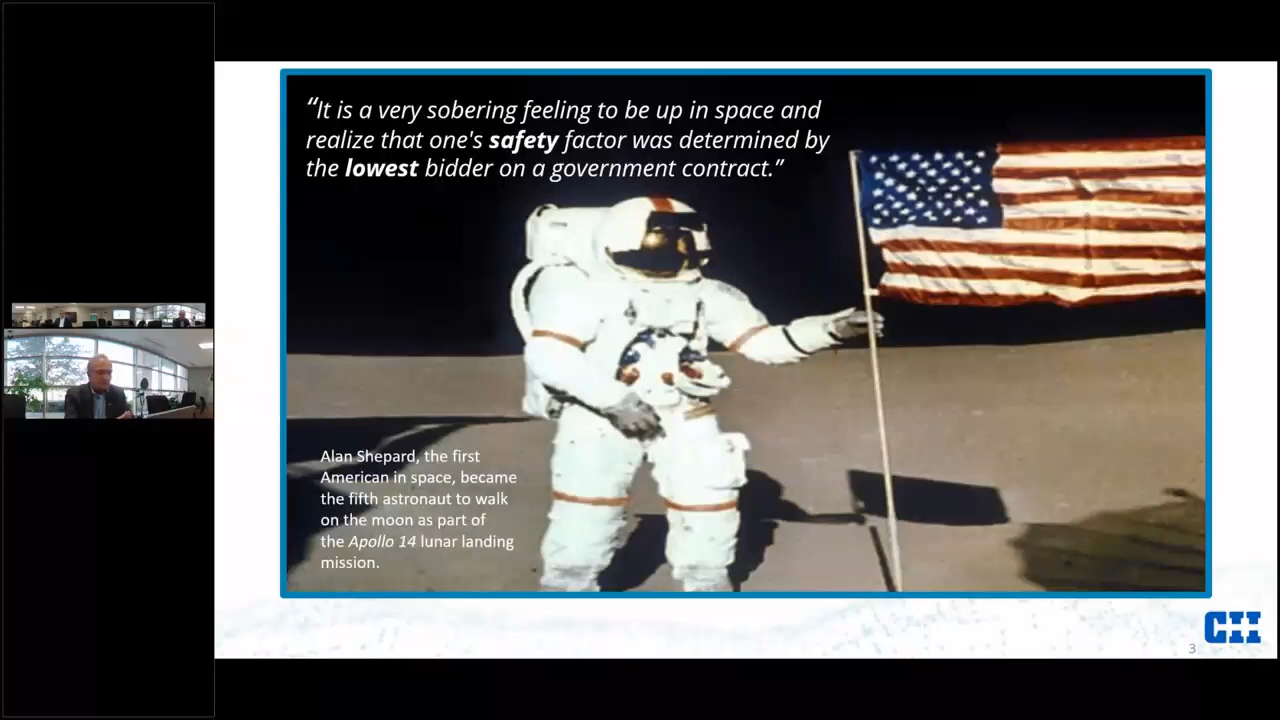 “It is a very sobering feeling to be up in space and
realize that one's safety factor was determined by
the lowest bidder on a government contract.”
Alan Shepard, the first
American in space, became
the fifth astronaut to walk
on the moon as part of
the Apollo 14 lunar landing
mission.
CII
3